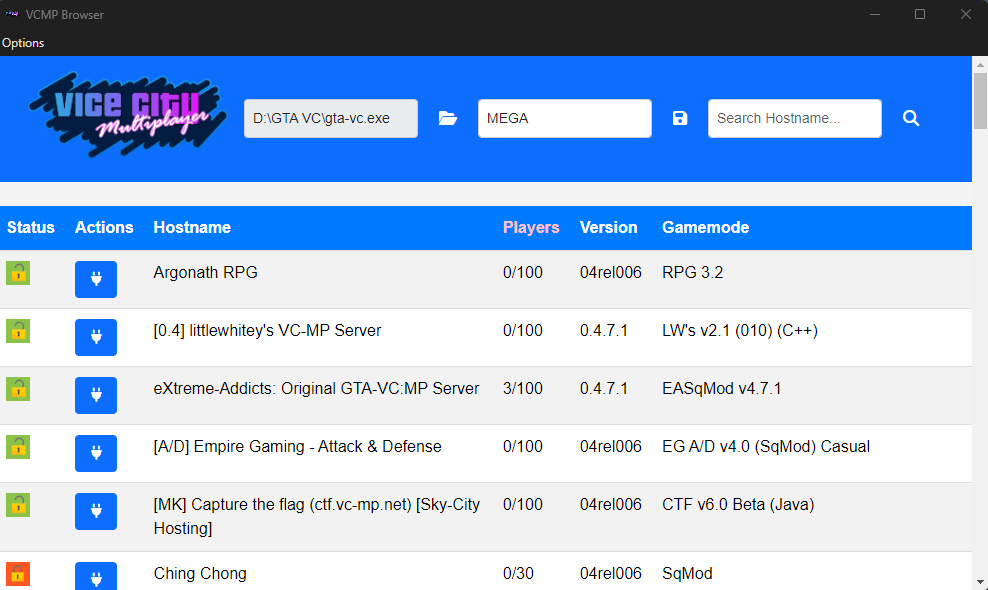 VCMP Browser
Options
VICE CITY
Multiplayer
D:\GTA VC\gta-vc.exe
MEGA
Search Hostname...
Status Actions Hostname Players Version Gamemode
Argonath RPG 0/100 04rel006 RPG 3.2
[0.4] littlewhitey's VC-MP Server 0/100 0.4.7.1 LW's v2.1 (010) (C++)
eXtreme-Addicts: Original GTA-VC:MP Server 3/100 0.4.7.1 EASqMod v4.7.1
[A/D] Empire Gaming - Attack & Defense 0/100 04rel006 EG A/D v4.0 (SqMod) Casual
[MK] Capture the flag (ctf.vc-mp.net) [Sky-City 0/100 04rel006 CTF v6.0 Beta (Java)
Hosting]
Ching Chong 0/30 04rel006 SqMod